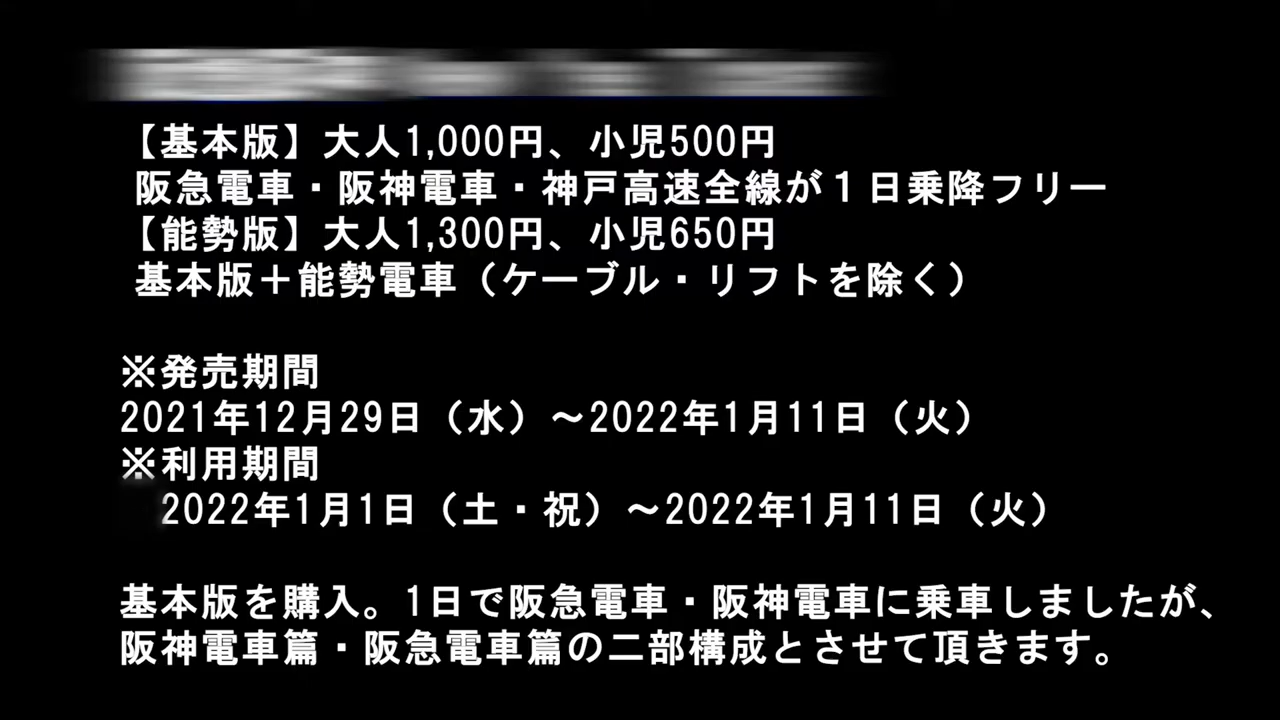 【基本版】大人1,000円、小児500円
阪急電車・阪神電車・神戸高速全線が１日乗降フリー
【能勢版】大人1,300円、小児650円
基本版＋能勢電車（ケーブル・リフトを除く）
※発売期間
2021年12月29日（水）～2022年1月11日（火）
※利用期間
2022年1月1日（土・祝）～2022年1月11日（火）
基本版を購入。1日で阪急電車・阪神電車に乗車しましたが、
阪神電車篇・阪急電車篇の二部構成とさせて頂きます。